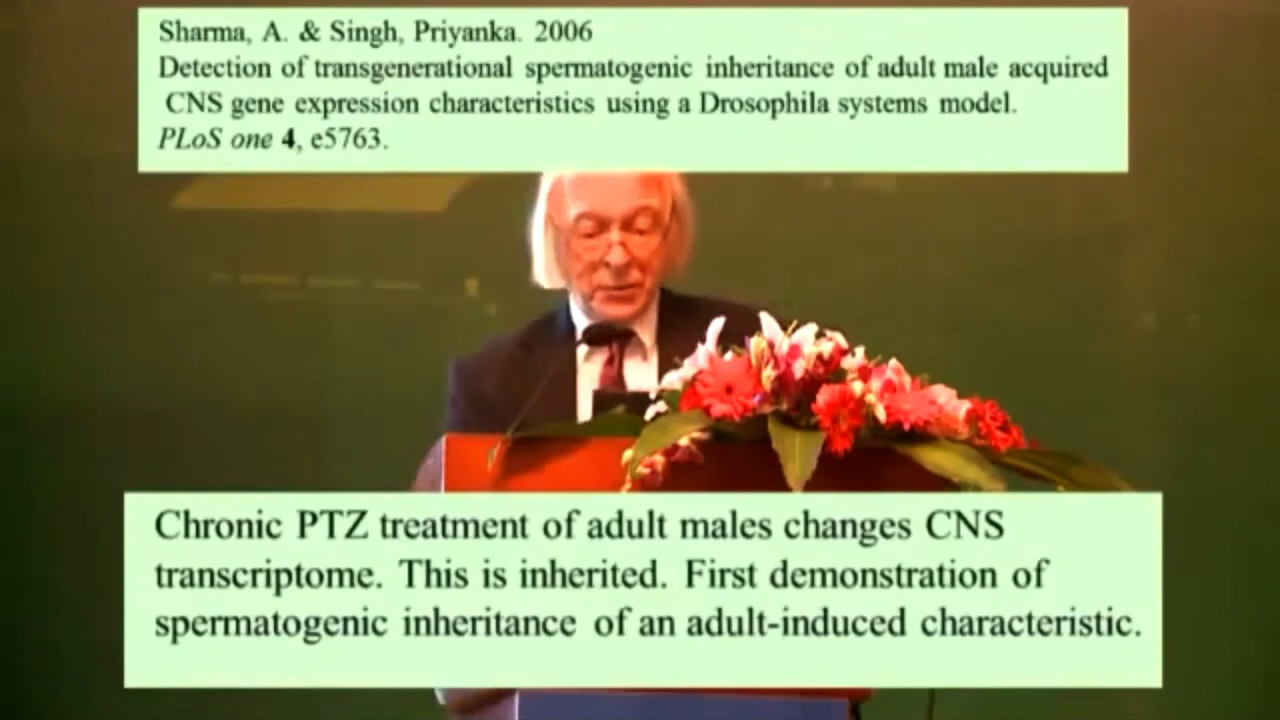 Sharma, A. & Singh, Priyanka. 2006
Detection of transgenerational spermatogenic inheritance of adult male acquired
CNS gene expression characteristics using a Drosophila systems model.
PLoS one 4, e5763.
Chronic PTZ treatment of adult males changes CNS
transcriptome. This is inherited. First demonstration of
spermatogenic inheritance of an adult-induced characteristic.